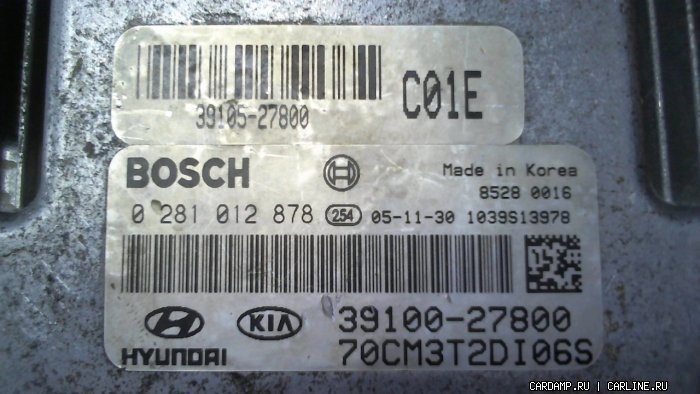 39105-27800
C01E
BOSCH
Made in Korea
8528 0016
0 281 012 878 254 05-11-30 1039S13978
HYUNDAI KIA 39100-27800
70CM3T2DI06S
CARDAMP.RU | CARLINE.RU